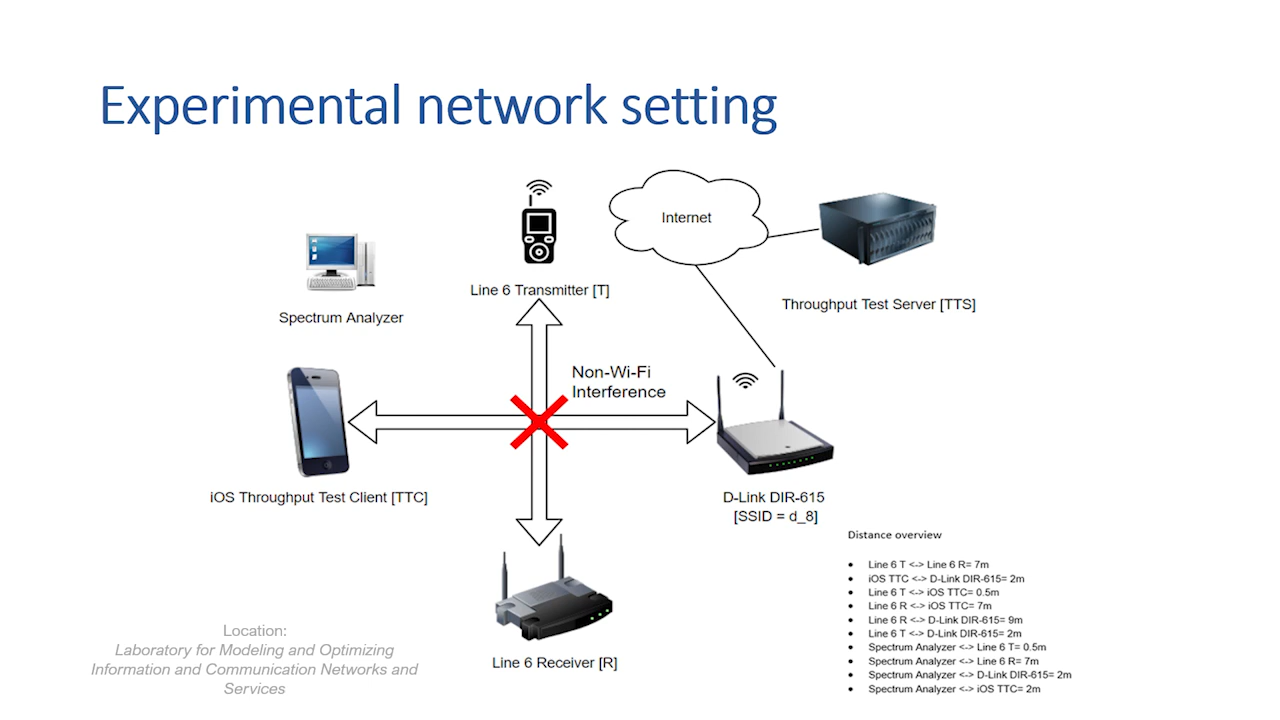 Experimental network setting
Internet
Line 6 Transmitter [T]
Throughput Test Server [TTS]
Spectrum Analyzer
Non-Wi-Fi
Interference
iOS Throughput Test Client [TTC]
D-Link DIR-615
[SSID = d_8]
Distance overview
• Line 6 T <-> Line 6 R= 7m
• iOS TTC <-> D-Link DIR-615= 2m
• Line 6 T <-> iOS TTC= 0.5m
• Line 6 R <-> iOS TTC= 7m
• Line 6 R <-> D-Link DIR-615= 9m
• Line 6 T <-> D-Link DIR-615= 2m
• Spectrum Analyzer <-> Line 6 T= 0.5m
• Spectrum Analyzer <-> Line 6 R= 7m
• Spectrum Analyzer <-> D-Link DIR-615= 2m
• Spectrum Analyzer <-> iOS TTC= 2m
Line 6 Receiver [R]
Location:
Laboratory for Modeling and Optimizing
Information and Communication Networks and
Services